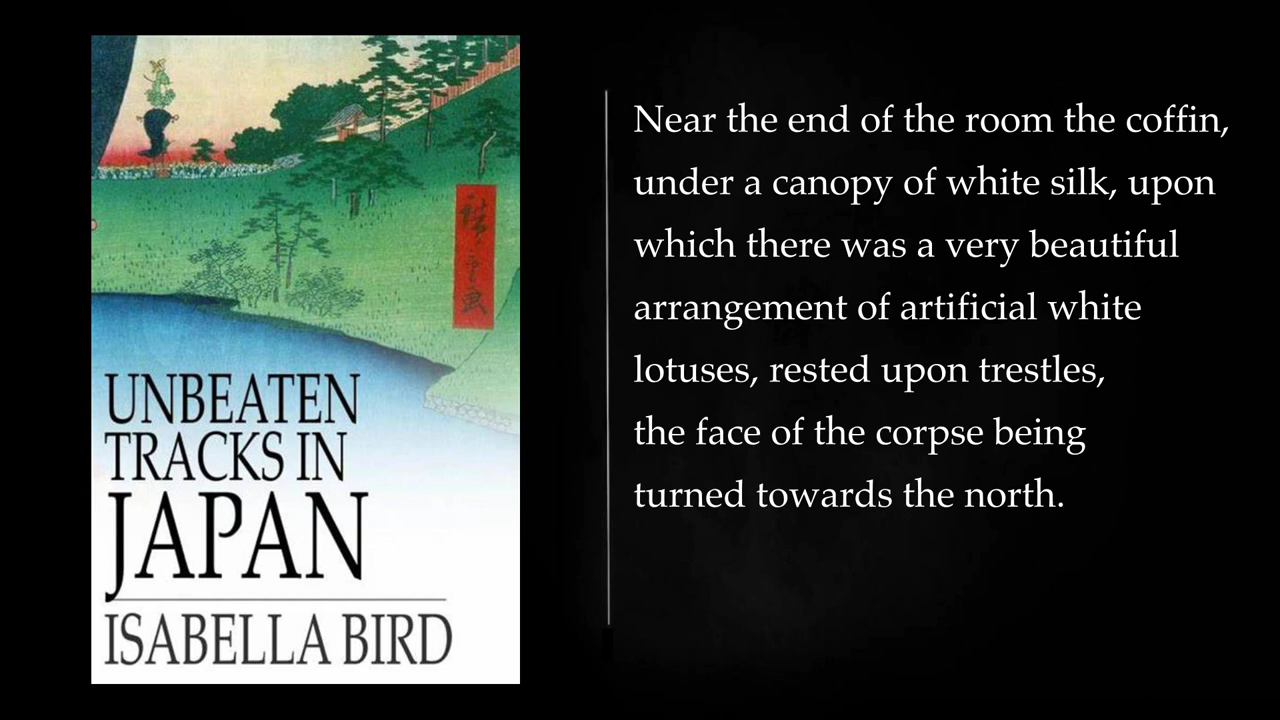 UNBEATEN
TRACKS IN
JAPAN
ISABELLA BIRD
Near the end of the room the coffin,
under a canopy of white silk, upon
which there was a very beautiful
arrangement of artificial white
lotuses, rested upon trestles,
the face of the corpse being
turned towards the north.